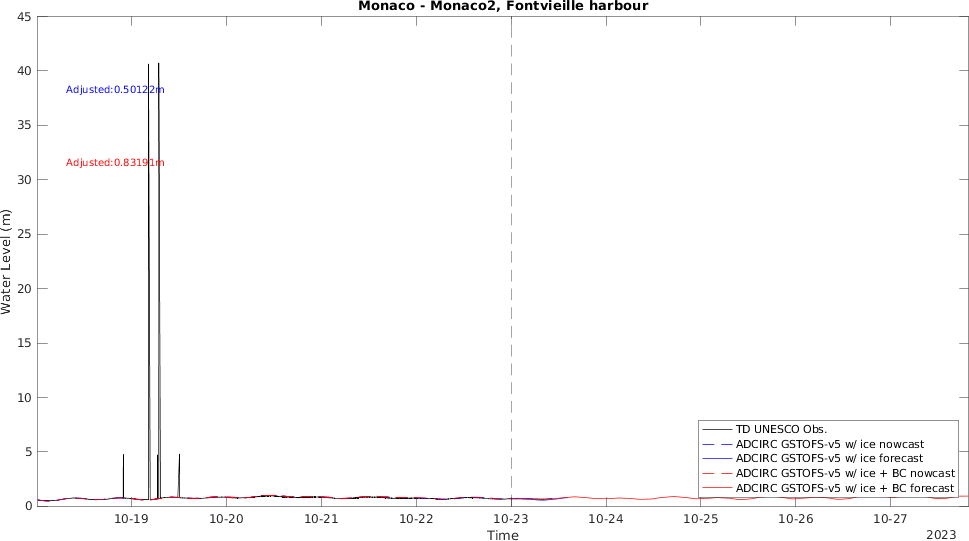 Monaco - Monaco2, Fontvieille harbour
45
40
35
30
25
20
15
10
5
0
Water Level (m)
Adjusted:0.50122m
Adjusted:0.83191m
TD UNESCO Obs.
ADCIRC GSTOFS-v5 w/ ice nowcast
ADCIRC GSTOFS-v5 w/ ice forecast
ADCIRC GSTOFS-v5 w/ ice + BC nowcast
ADCIRC GSTOFS-v5 w/ ice + BC forecast
10-19 10-20 10-21 10-22 10-23 10-24 10-25 10-26 10-27
Time
2023